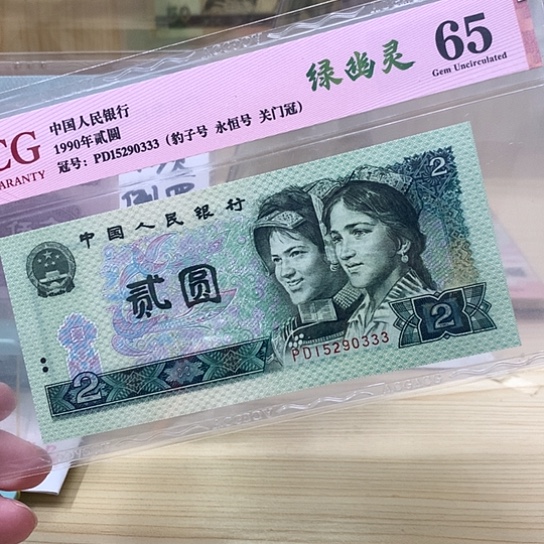 绿幽灵
65
Gem Uncirculated
CG
ARRANTY
中国人民银行
1990年贰圆
冠号：PD15290333（豹子号 永恒号 关门冠）
中国人民银行
2
贰圆
PD15290333
2
2